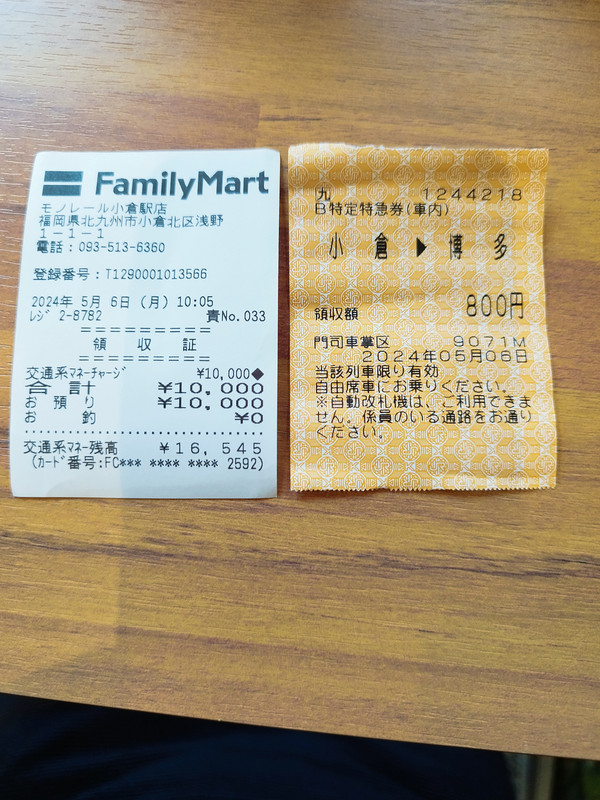 FamilyMart
モノレール小倉駅店
福岡県北九州市小倉北区浅野
1-1-1
電話：093-513-6360
登録番号：T1290001013566
2024年 5月 6日（月）10:05
レジ 2-8782 責No.033
領 収 証
交通系マネーチャージ ¥10,000◆
合 計 ¥10,000
お 預 り ¥10,000
お 釣 ¥0
交通系マネー残高 ¥16,545
(カード番号:FC*** **** **** 2592)
九 1244218
B特定特急券(車内)
小 倉 ▶ 博 多
領収額 800円
門司車掌区 9071M
2024年05月06日
当該列車限り有効
自由席車にお乗りください。
※自動改札機は、ご利用できま
せん。係員のいる通路をお通り
ください。